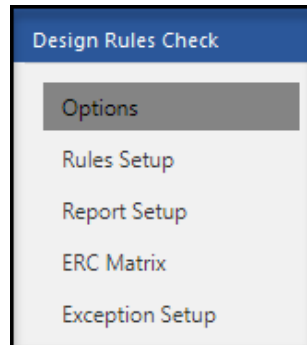 Design Rules Check
Options
Rules Setup
Report Setup
ERC Matrix
Exception Setup